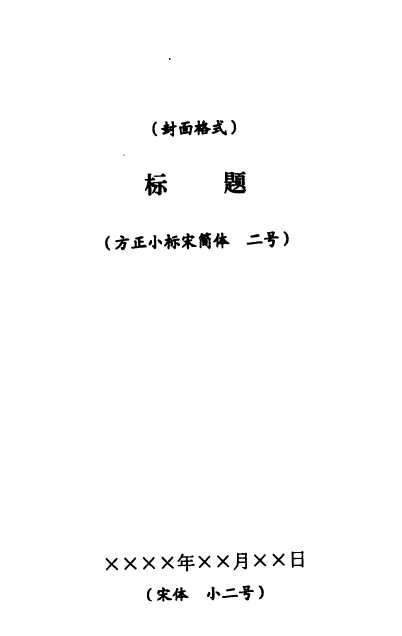 （封面格式）
标　　题
（方正小标宋简体　二号）
××××年××月××日
（宋体　小二号）